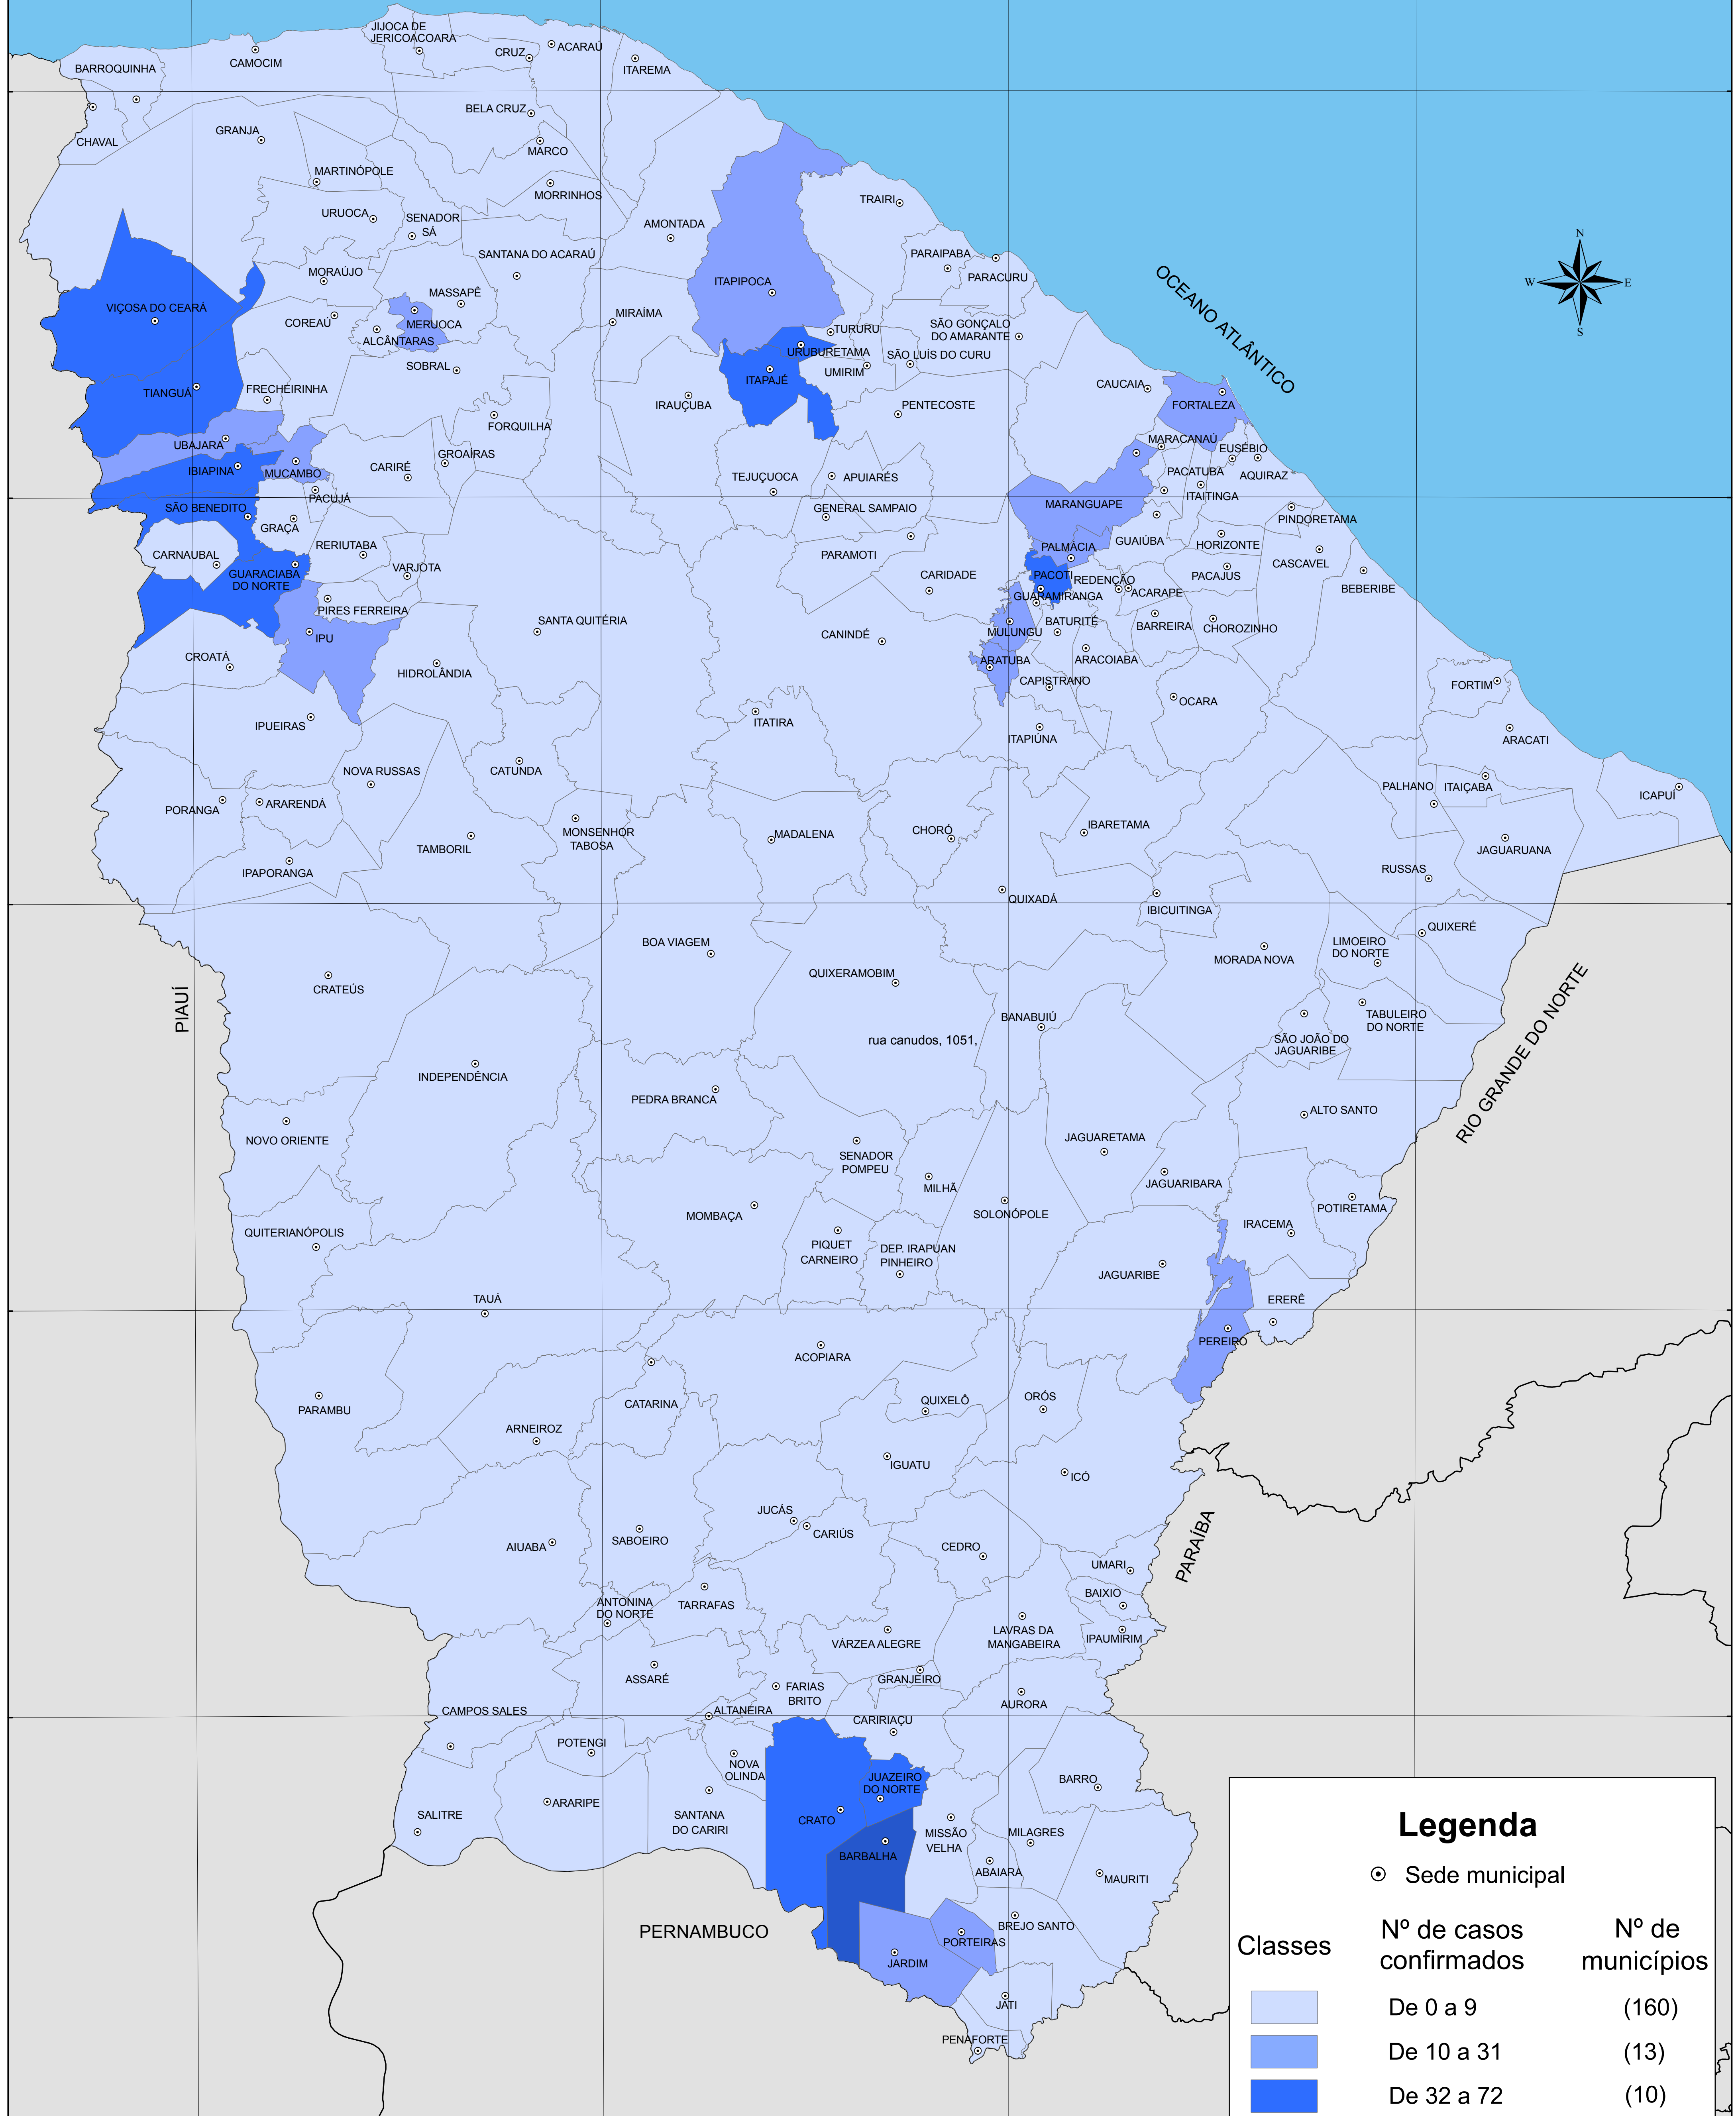 JIJOCA DE
JERICOACOARA
CRUZ
ACARAÚ
BARROQUINHA
CAMOCIM
ITAREMA
BELA CRUZ
GRANJA
CHAVAL
MARCO
MARTINÓPOLE
MORRINHOS
TRAIRI
URUOCA
SENADOR
SÁ
AMONTADA
N
SANTANA DO ACARAÚ
PARAIPABA
PARACURU
MORAÚJO
ITAPIPOCA
W
E
MASSAPÊ
VIÇOSA DO CEARÁ
MIRAÍMA
OCEANO ATLÂNTICO
COREAÚ
MERUOCA
SÃO GONÇALO
DO AMARANTE
TURURU
S
ALCÂNTARAS
URUBURETAMA
SÃO LUÍS DO CURU
SOBRAL
UMIRIM
ITAPAJÉ
CAUCAIA
TIANGUÁ
FRECHEIRINHA
IRAUÇUBA
PENTECOSTE
FORTALEZA
FORQUILHA
UBAJARA
MARACANAÚ
EUSÉBIO
GROAÍRAS
IBIAPINA
MUCAMBO
CARIRÉ
PACATUBA
AQUIRAZ
TEJUÇUOCA
APUIARÉS
PACUJÁ
ITAITINGA
MARANGUAPE
SÃO BENEDITO
GENERAL SAMPAIO
PINDORETAMA
GRAÇA
GUAIÚBA
HORIZONTE
RERIUTABA
PALMÁCIA
CARNAUBAL
PARAMOTI
CASCAVEL
VARJOTA
GUARACIABA
DO NORTE
CARIDADE
PACOTI
REDENÇÃO
PACAJUS
BEBERIBE
ACARAPE
GUARAMIRANGA
PIRES FERREIRA
SANTA QUITÉRIA
BATURITÉ
BARREIRA
CHOROZINHO
IPU
CANINDÉ
MULUNGU
CROATÁ
ARATUBA
ARACOIABA
HIDROLÂNDIA
CAPISTRANO
FORTIM
OCARA
IPUEIRAS
ITATIRA
ITAPIÚNA
ARACATI
NOVA RUSSAS
CATUNDA
PALHANO
ITAIÇABA
ICAPUÍ
PORANGA
ARARENDÁ
MONSENHOR
TABOSA
MADALENA
CHORÓ
IBARETAMA
TAMBORIL
JAGUARUANA
IPAPORANGA
RUSSAS
QUIXADÁ
IBICUITINGA
QUIXERÉ
BOA VIAGEM
LIMOEIRO
DO NORTE
MORADA NOVA
QUIXERAMOBIM
CRATEÚS
PIAUÍ
BANABUIÚ
TABULEIRO
DO NORTE
rua canudos, 1051,
SÃO JOÃO DO
JAGUARIBE
RIO GRANDE DO NORTE
INDEPENDÊNCIA
PEDRA BRANCA
ALTO SANTO
NOVO ORIENTE
JAGUARETAMA
SENADOR
POMPEU
MILHÃ
JAGUARIBARA
POTIRETAMA
MOMBAÇA
SOLONÓPOLE
IRACEMA
QUITERIANÓPOLIS
PIQUET
CARNEIRO
DEP. IRAPUAN
PINHEIRO
JAGUARIBE
TAUÁ
ERERÊ
PEREIRO
ACOPIARA
CATARINA
QUIXELÔ
ORÓS
PARAMBU
ARNEIROZ
IGUATU
ICÓ
JUCÁS
CARIÚS
SABOEIRO
AIUABA
CEDRO
PARAÍBA
UMARI
BAIXIO
ANTONINA
DO NORTE
TARRAFAS
LAVRAS DA
MANGABEIRA
IPAUMIRIM
VÁRZEA ALEGRE
ASSARÉ
GRANJEIRO
FARIAS
BRITO
AURORA
CAMPOS SALES
ALTANEIRA
CARIRIAÇU
POTENGI
NOVA
OLINDA
JUAZEIRO
DO NORTE
BARRO
ARARIPE
SALITRE
SANTANA
DO CARIRI
CRATO
MISSÃO
VELHA
MILAGRES
BARBALHA
ABAIARA
MAURITI
PERNAMBUCO
BREJO SANTO
PORTEIRAS
JARDIM
JATI
PENAFORTE
Legenda
Sede municipal
Classes
Nº de casos
confirmados
Nº de
municípios
De 0 a 9 (160)
De 10 a 31 (13)
De 32 a 72 (10)